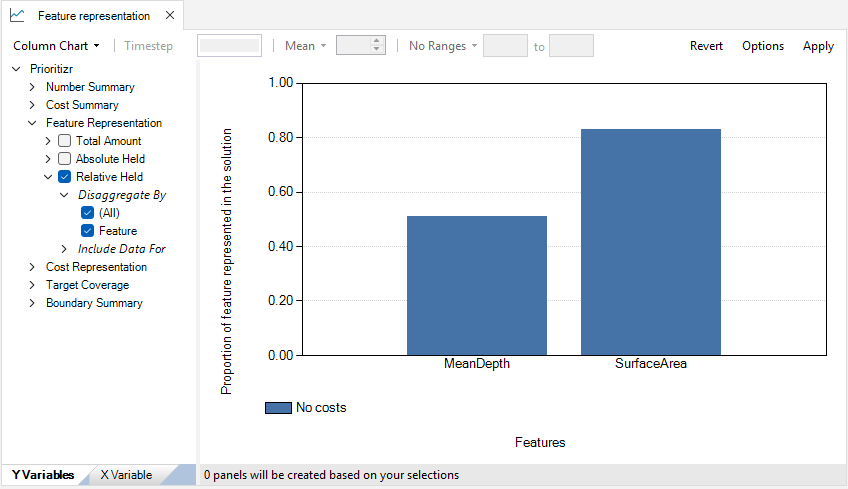 Feature representation
Column Chart Timestep Mean No Ranges to Revert Options Apply
Prioritizr
Number Summary
Cost Summary
Feature Representation
Total Amount
Absolute Held
Relative Held
Disaggregate By
(All)
Feature
Include Data For
Cost Representation
Target Coverage
Boundary Summary
Y Variables X Variable
Proportion of feature represented in the solution
1.00
0.80
0.60
0.40
0.20
0.00
MeanDepth SurfaceArea
No costs
Features
0 panels will be created based on your selections